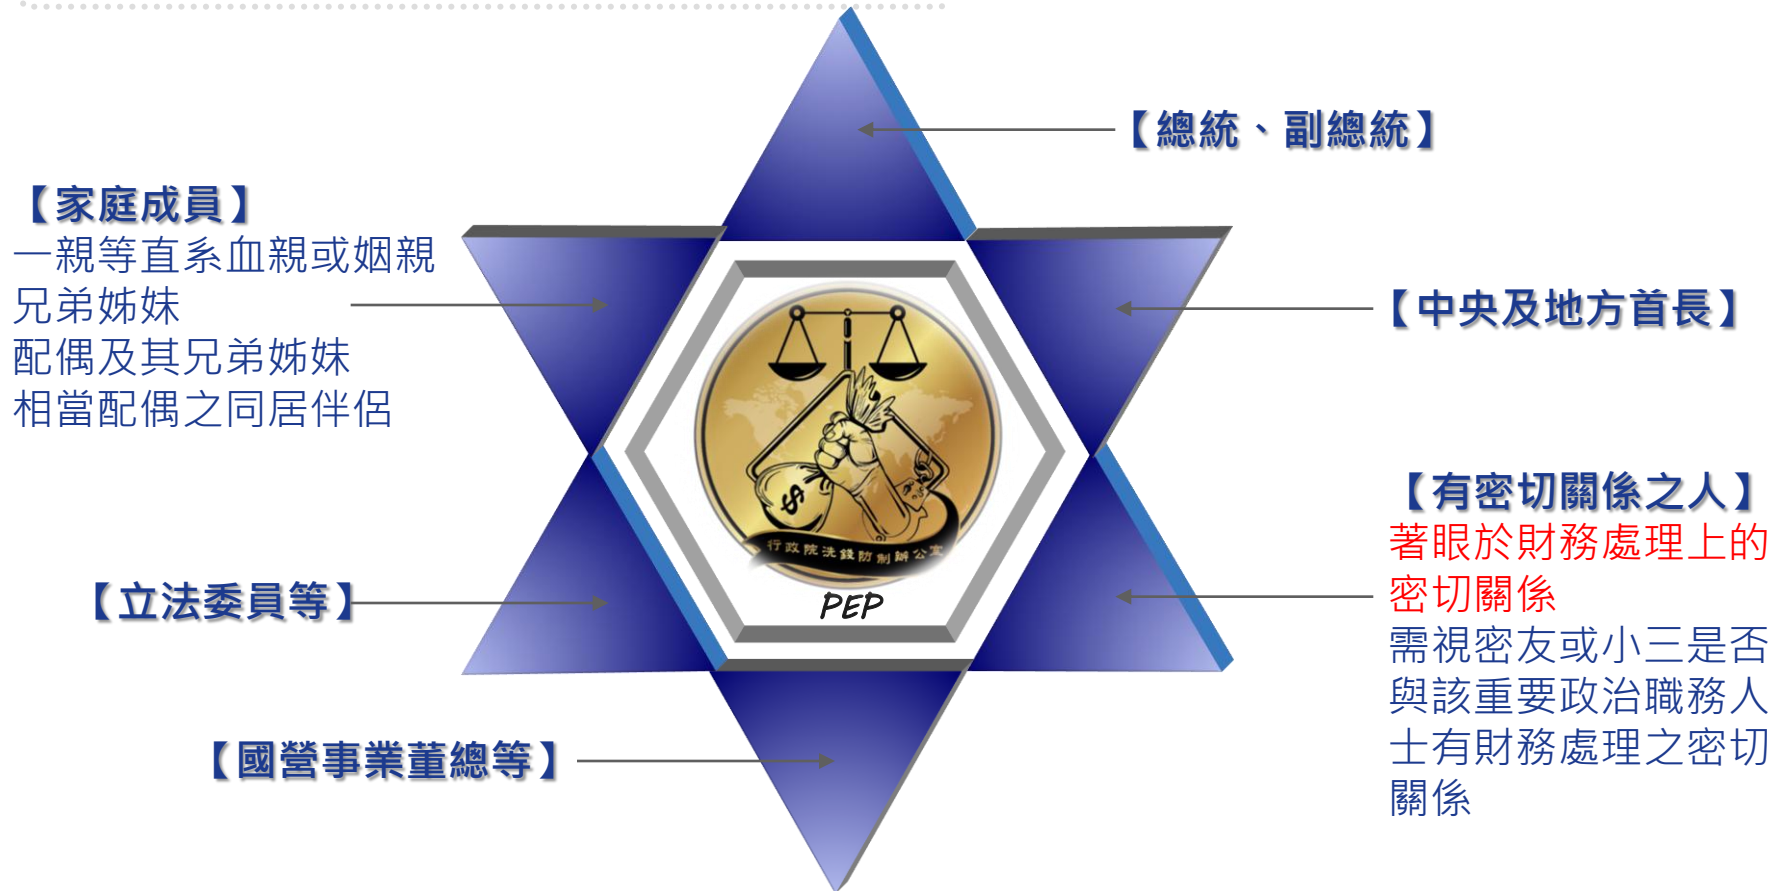 【總統、副總統】
【家庭成員】
一親等直系血親或姻親
兄弟姊妹
配偶及其兄弟姊妹
相當配偶之同居伴侶
【中央及地方首長】
【有密切關係之人】
著眼於財務處理上的
密切關係
需視密友或小三是否
與該重要政治職務人
士有財務處理之密切
關係
$
行政院洗錢防制辦公室
PEP
【立法委員等】
【國營事業董總等】